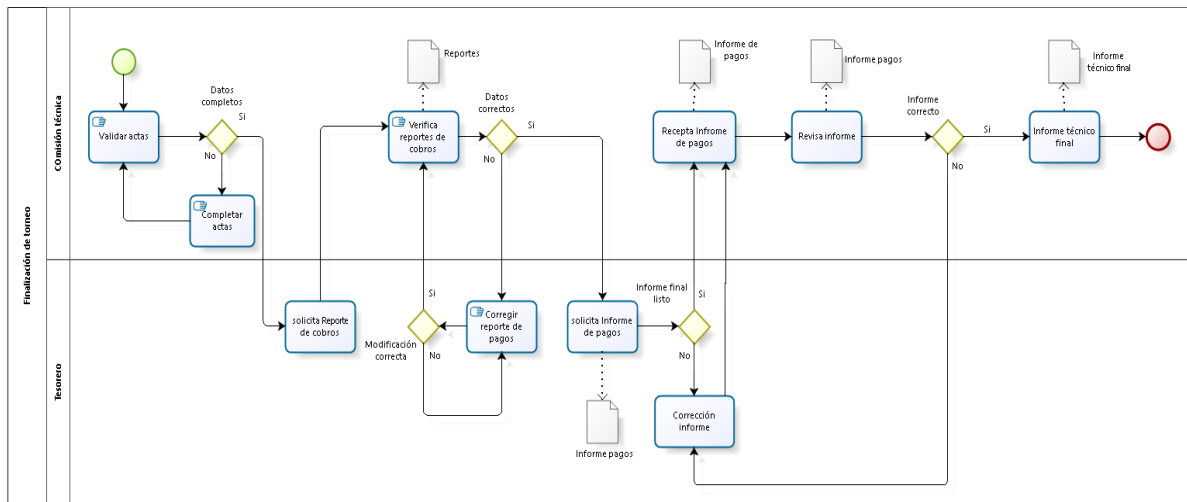 Finalización de torneo
COmisión técnica
Validar actas
Datos
completos
Si
No
Completar
actas
Reportes
Verifica
reportes de
cobros
Datos
correctos
Si
No
Informe de
pagos
Recepta Infrome
de pagos
Informe pagos
Revisa informe
Informe
correcto
Si
No
Informe
técnico final
Informe técnico
final
Tesorero
solicita Reporte
de cobros
Si
Modificación
correcta
No
Corregir
reporte de
pagos
solicita Informe
de pagos
Informe final
listo
Si
No
Informe pagos
Corrección
informe